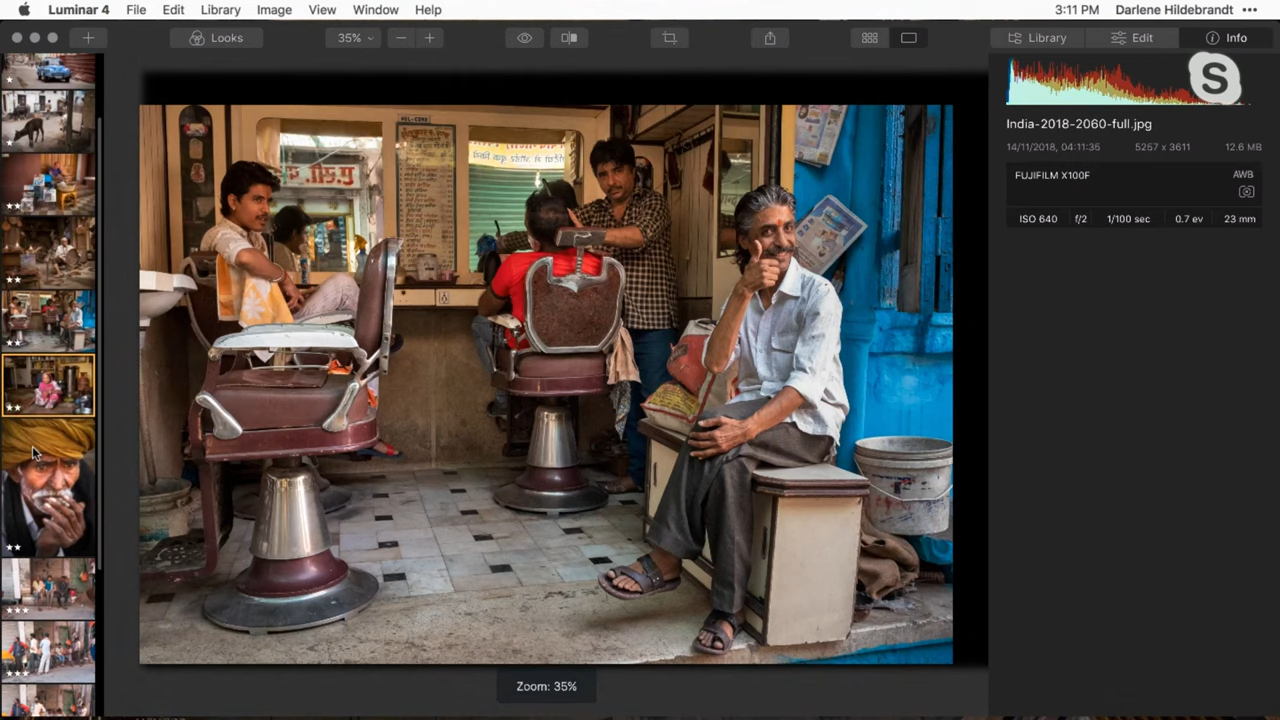 Luminar 4 File Edit Library Image View Window Help 3:11 PM Darlene Hildebrandt •••
Looks 35% Library Edit Info
S
India-2018-2060-full.jpg
14/11/2018, 04:11:35 5257 x 3611 12.6 MB
FUJIFILM X100F AWB
ISO 640 f/2 1/100 sec 0.7 ev 23 mm
WEL-COME
Zoom: 35%